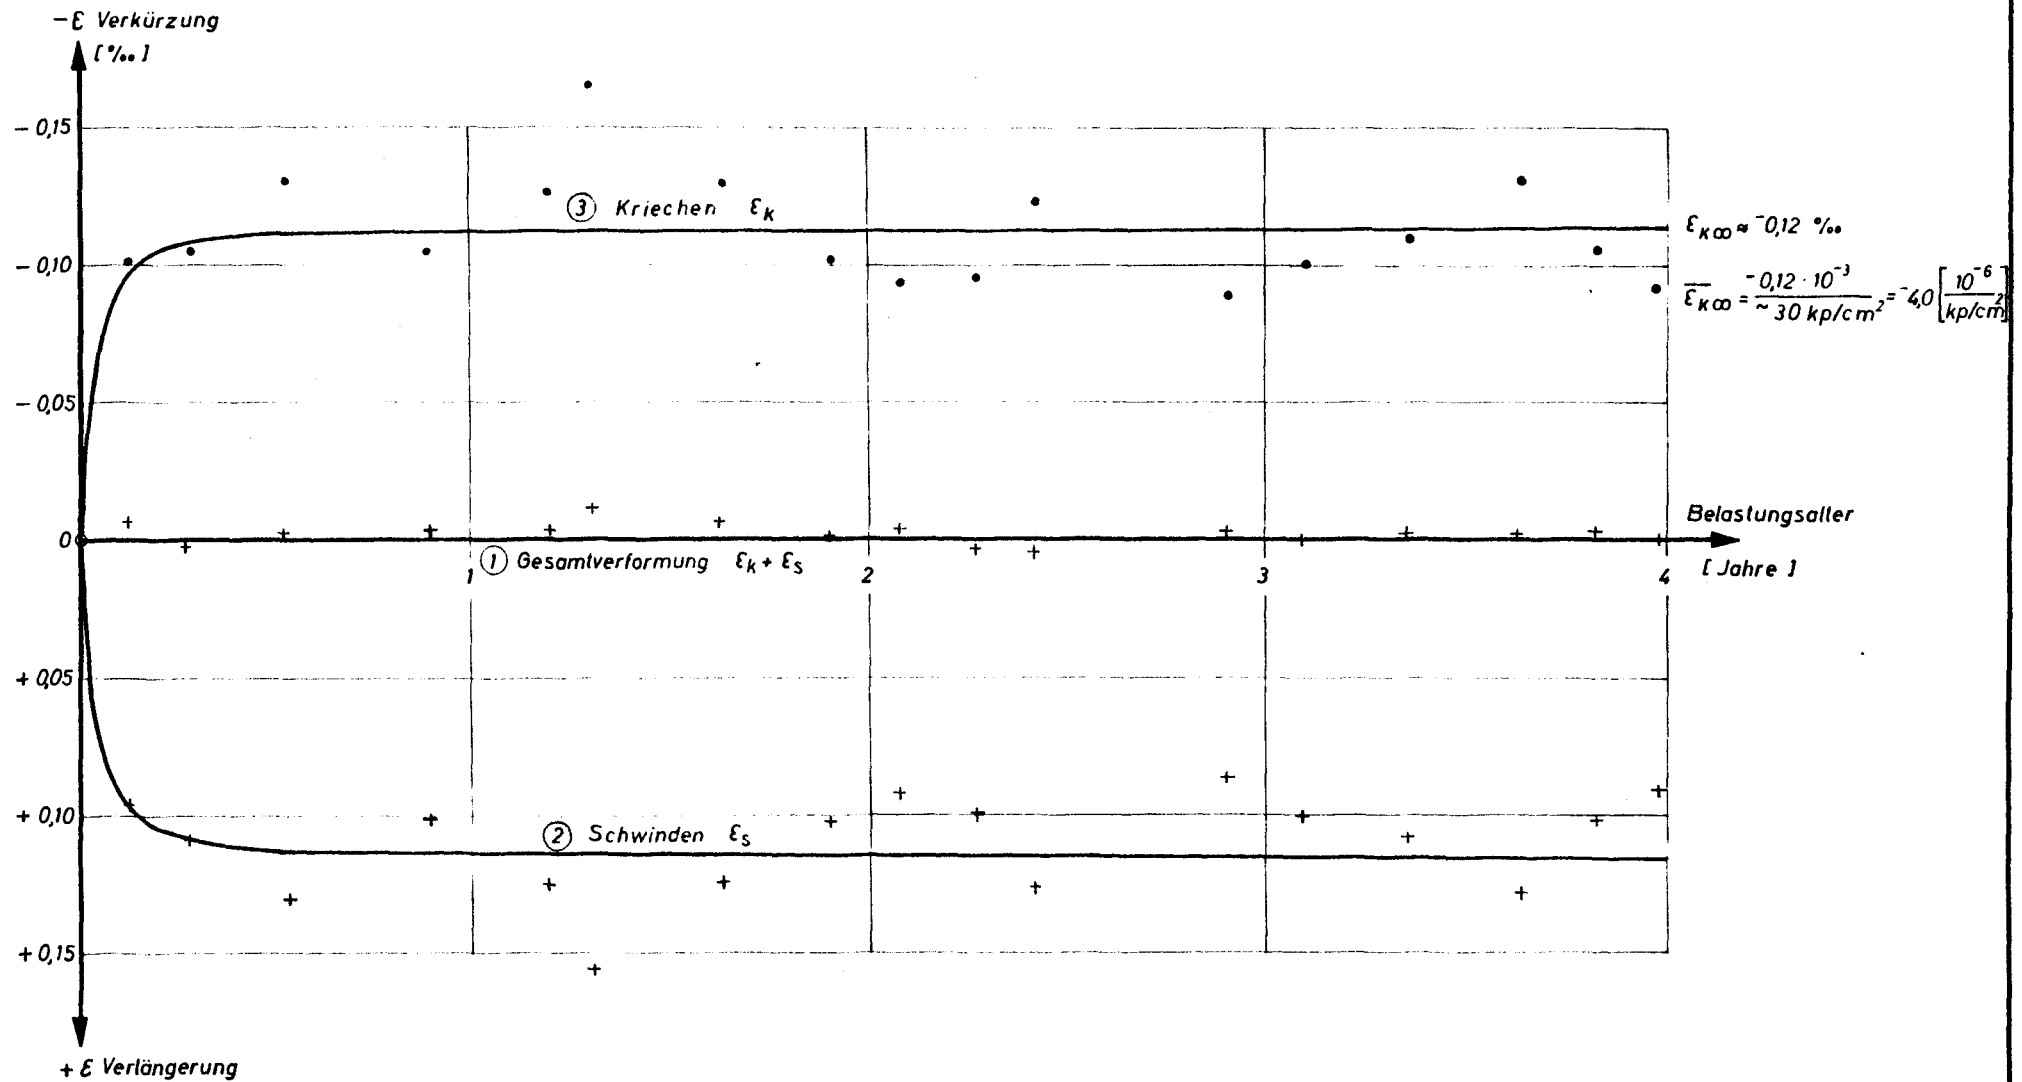 -ε Verkürzung
[‰]
- 0,15
③ Kriechen ε_K
ε_K∞ ≈ ⁻0,12 ‰
- 0,10
ε̄_K∞ = ⁻0,12 · 10⁻³ / ~ 30 kp/cm² = ⁻4,0 [10⁻⁶ / kp/cm²]
- 0,05
Belastungsalter
0
① Gesamtverformung ε_K + ε_S
1 2 3 4 [Jahre]
+ 0,05
+ 0,10
② Schwinden ε_S
+ 0,15
+ ε Verlängerung